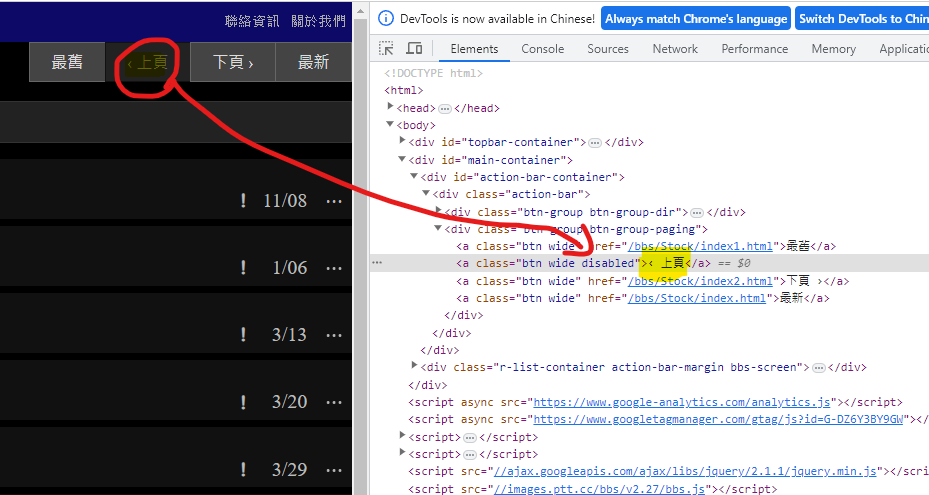 聯絡資訊 關於我們
最舊 ‹ 上頁 下頁 › 最新
! 11/08 ...
! 1/06 ...
! 3/13 ...
! 3/20 ...
! 3/29 ...
DevTools is now available in Chinese! Always match Chrome's language Switch DevTools to Chin
Elements Console Sources Network Performance Memory Applicati
<!DOCTYPE html>
<html>
<head>...</head>
<body>
<div id="topbar-container">...</div>
<div id="main-container">
<div id="action-bar-container">
<div class="action-bar">
<div class="btn-group btn-group-dir">...</div>
<div class="btn-group btn-group-paging">
<a class="btn wide" href="/bbs/Stock/index1.html">最舊</a>
<a class="btn wide disabled">‹ 上頁</a> == $0
<a class="btn wide" href="/bbs/Stock/index2.html">下頁 ›</a>
<a class="btn wide" href="/bbs/Stock/index.html">最新</a>
</div>
</div>
</div>
<div class="r-list-container action-bar-margin bbs-screen">...</div>
</div>
<script async src="https://www.google-analytics.com/analytics.js"></script>
<script async src="https://www.googletagmanager.com/gtag/js?id=G-DZ6Y3BY9GW"></
<script>...</script>
<script>...</script>
<script src="//ajax.googleapis.com/ajax/libs/jquery/2.1.1/jquery.min.js"></script>
<script src="//images.ptt.cc/bbs/v2.27/bbs.js"></script>